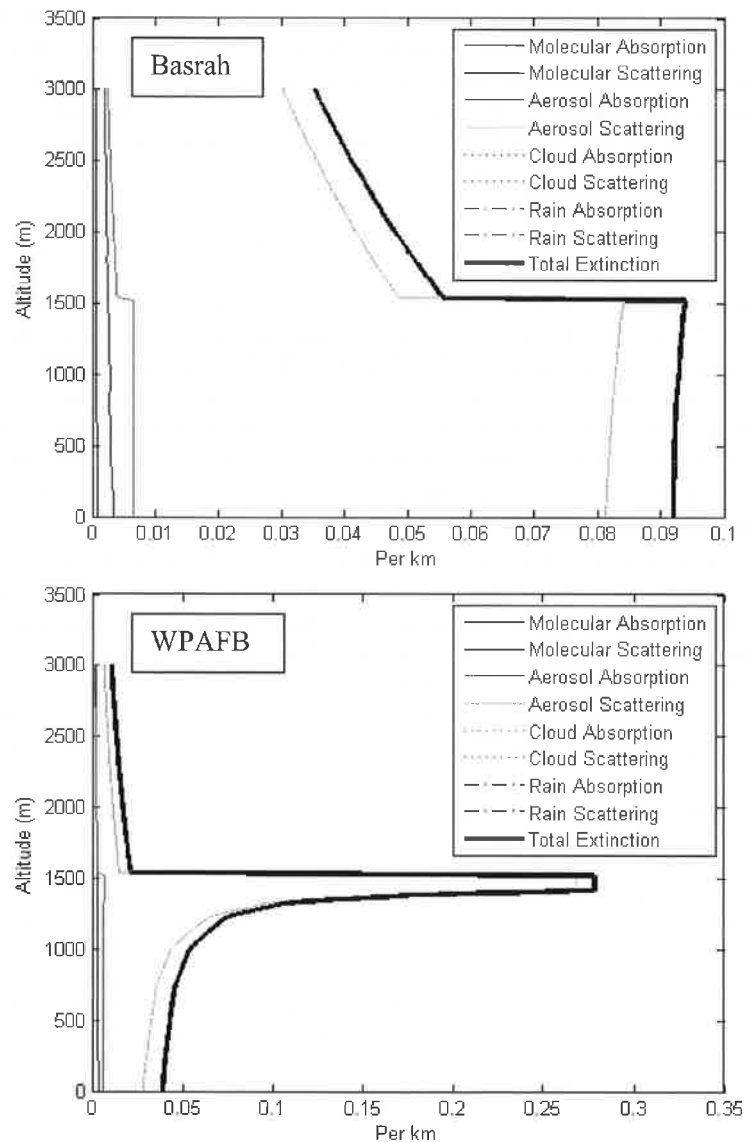 3500
3000
2500
2000
1500
1000
500
0
Altitude (m)
Basrah
Molecular Absorption
Molecular Scattering
Aerosol Absorption
Aerosol Scattering
Cloud Absorption
Cloud Scattering
Rain Absorption
Rain Scattering
Total Extinction
0 0.01 0.02 0.03 0.04 0.05 0.06 0.07 0.08 0.09 0.1
Per km
3500
3000
2500
2000
1500
1000
500
0
Altitude (m)
WPAFB
Molecular Absorption
Molecular Scattering
Aerosol Absorption
Aerosol Scattering
Cloud Absorption
Cloud Scattering
Rain Absorption
Rain Scattering
Total Extinction
0 0.05 0.1 0.15 0.2 0.25 0.3 0.35
Per km